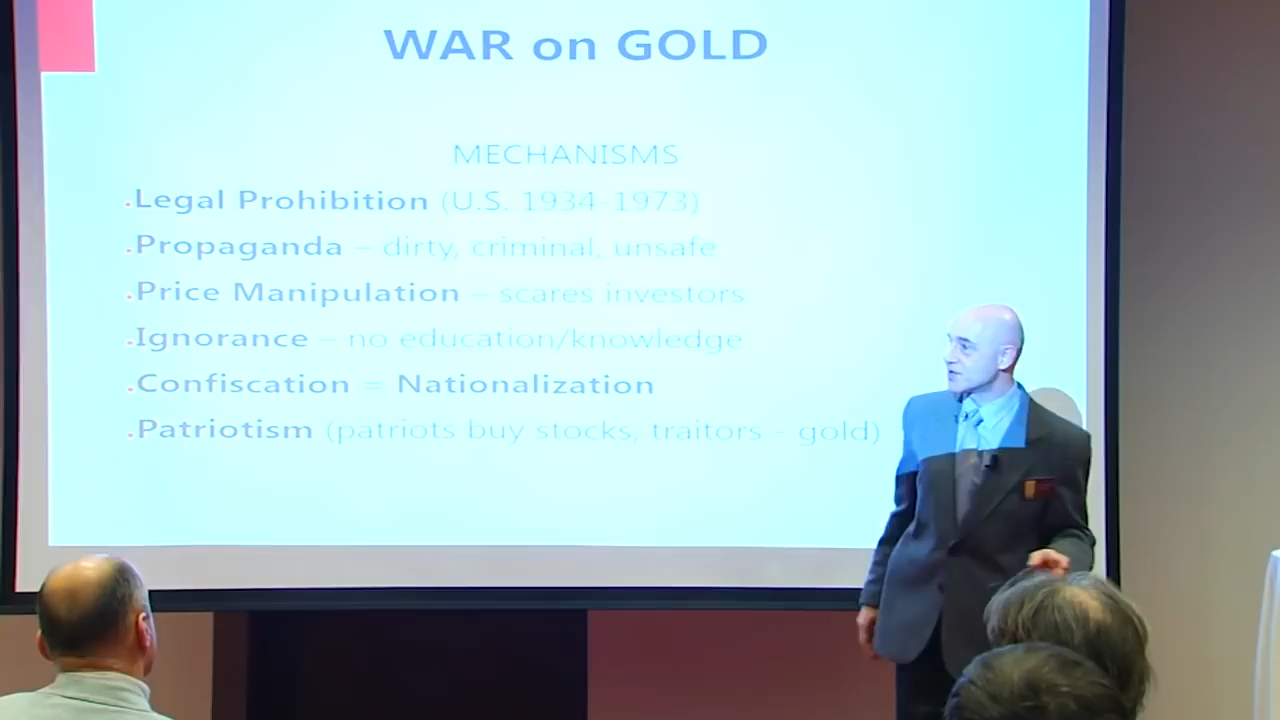 WAR on GOLD
MECHANISMS
.Legal Prohibition (U.S. 1934-1973)
.Propaganda – dirty, criminal, unsafe
.Price Manipulation – scares investors
.Ignorance – no education/knowledge
.Confiscation = Nationalization
.Patriotism (patriots buy stocks, traitors - gold)